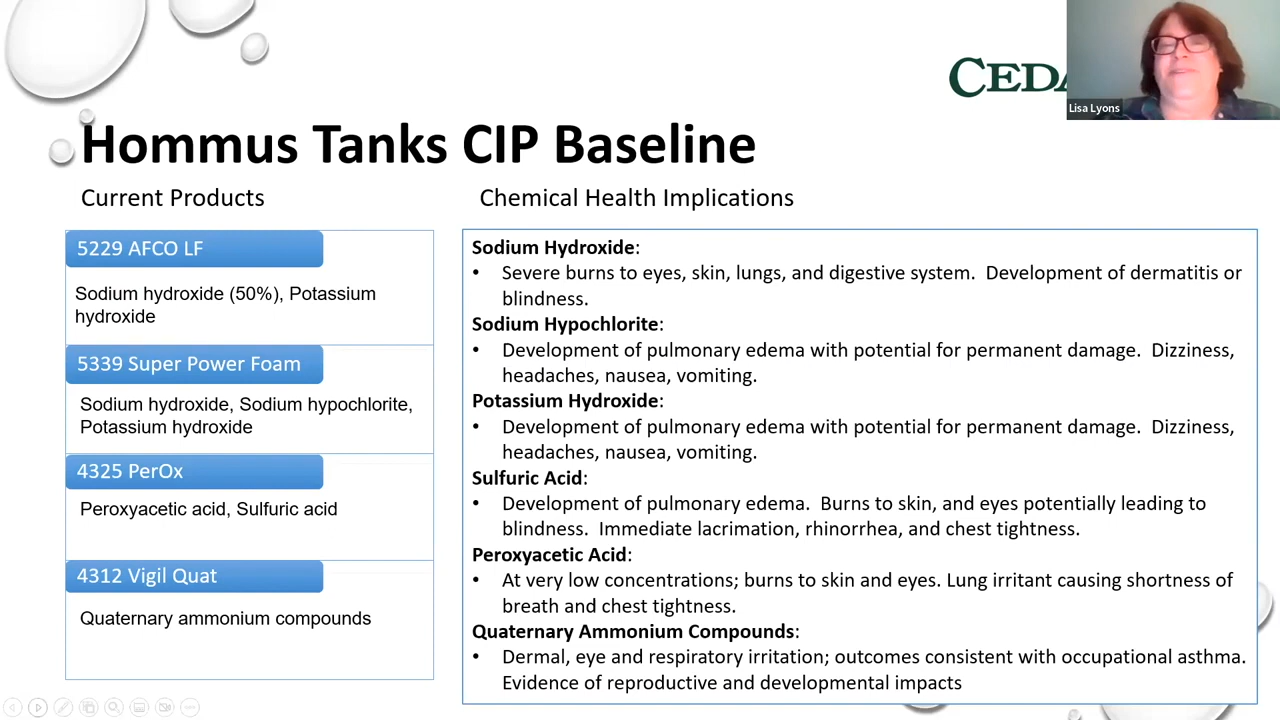 CEDA
Lisa Lyons
Hommus Tanks CIP Baseline
Current Products
5229 AFCO LF
Sodium hydroxide (50%), Potassium
hydroxide
5339 Super Power Foam
Sodium hydroxide, Sodium hypochlorite,
Potassium hydroxide
4325 PerOx
Peroxyacetic acid, Sulfuric acid
4312 Vigil Quat
Quaternary ammonium compounds
Chemical Health Implications
Sodium Hydroxide:
• Severe burns to eyes, skin, lungs, and digestive system. Development of dermatitis or
blindness.
Sodium Hypochlorite:
• Development of pulmonary edema with potential for permanent damage. Dizziness,
headaches, nausea, vomiting.
Potassium Hydroxide:
• Development of pulmonary edema with potential for permanent damage. Dizziness,
headaches, nausea, vomiting.
Sulfuric Acid:
• Development of pulmonary edema. Burns to skin, and eyes potentially leading to
blindness. Immediate lacrimation, rhinorrhea, and chest tightness.
Peroxyacetic Acid:
• At very low concentrations; burns to skin and eyes. Lung irritant causing shortness of
breath and chest tightness.
Quaternary Ammonium Compounds:
• Dermal, eye and respiratory irritation; outcomes consistent with occupational asthma.
Evidence of reproductive and developmental impacts